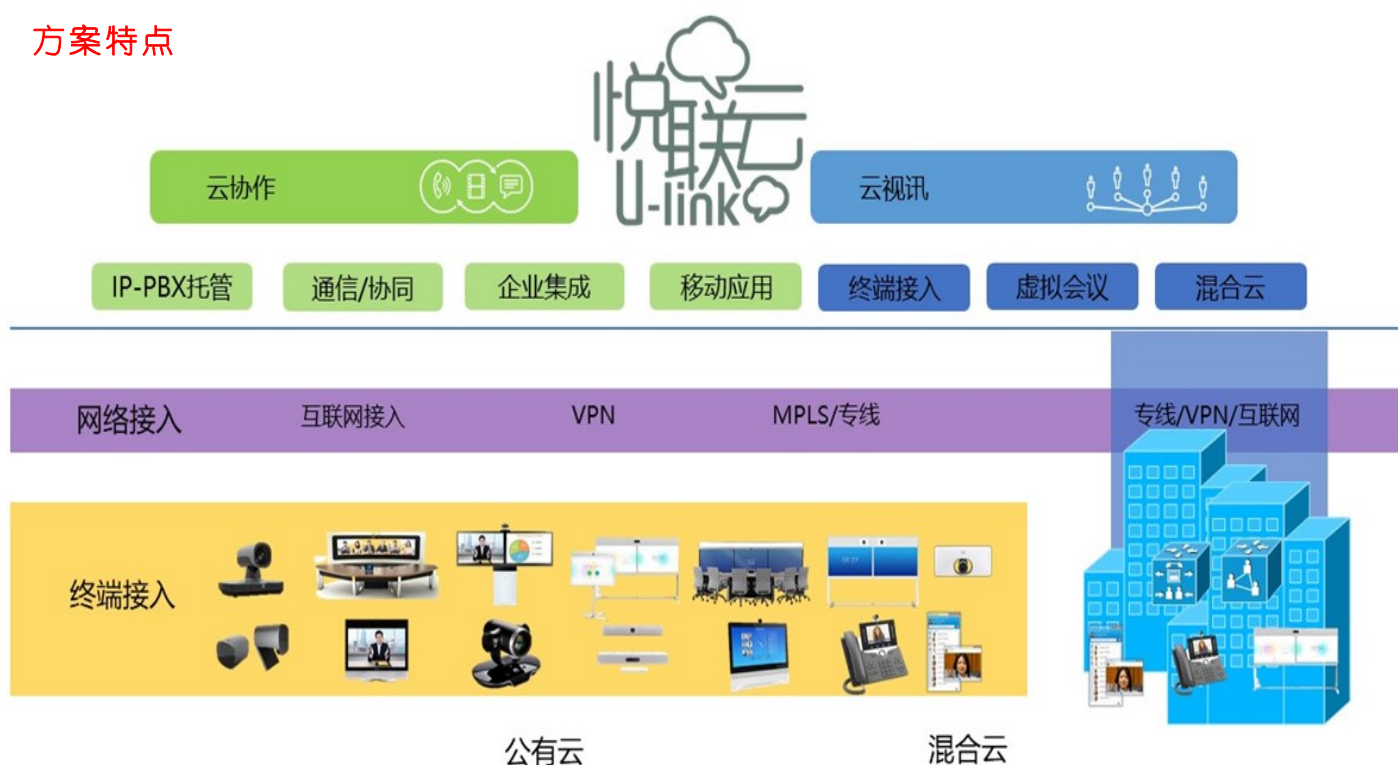 方案特点
悦联云
U-link
云协作
云视讯
IP-PBX托管
通信/协同
企业集成
移动应用
终端接入
虚拟会议
混合云
网络接入
互联网接入
VPN
MPLS/专线
专线/VPN/互联网
终端接入
公有云
混合云